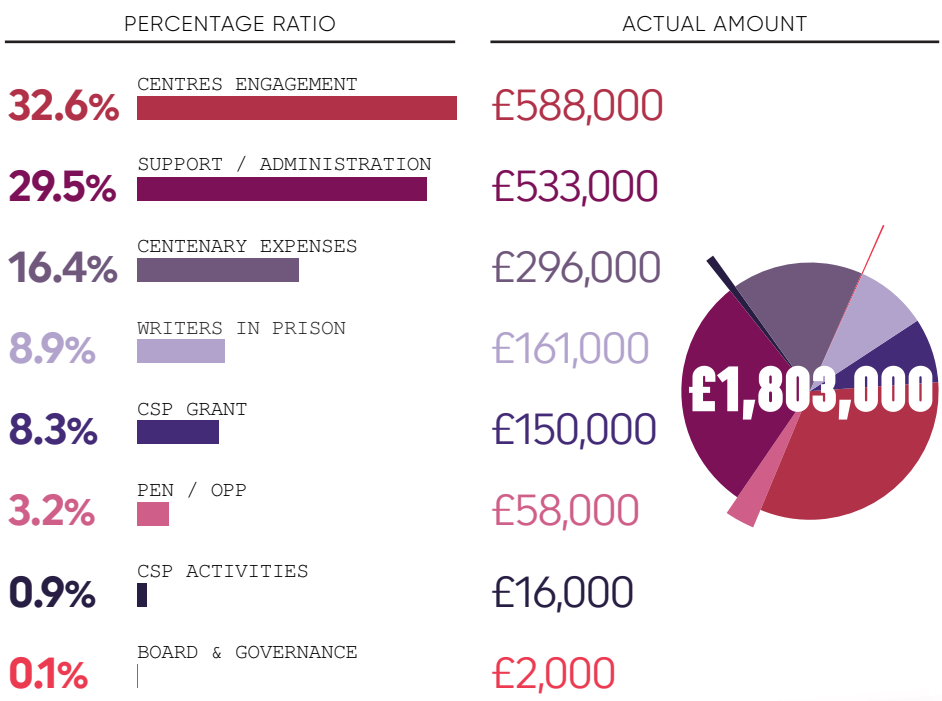 PERCENTAGE RATIO
ACTUAL AMOUNT
CENTRES ENGAGEMENT
32.6%
£588,000
SUPPORT / ADMINISTRATION
29.5%
£533,000
CENTENARY EXPENSES
16.4%
£296,000
WRITERS IN PRISON
8.9%
£161,000
CSP GRANT
8.3%
£150,000
PEN / OPP
3.2%
£58,000
CSP ACTIVITIES
0.9%
£16,000
BOARD & GOVERNANCE
0.1%
£2,000
£1,803,000